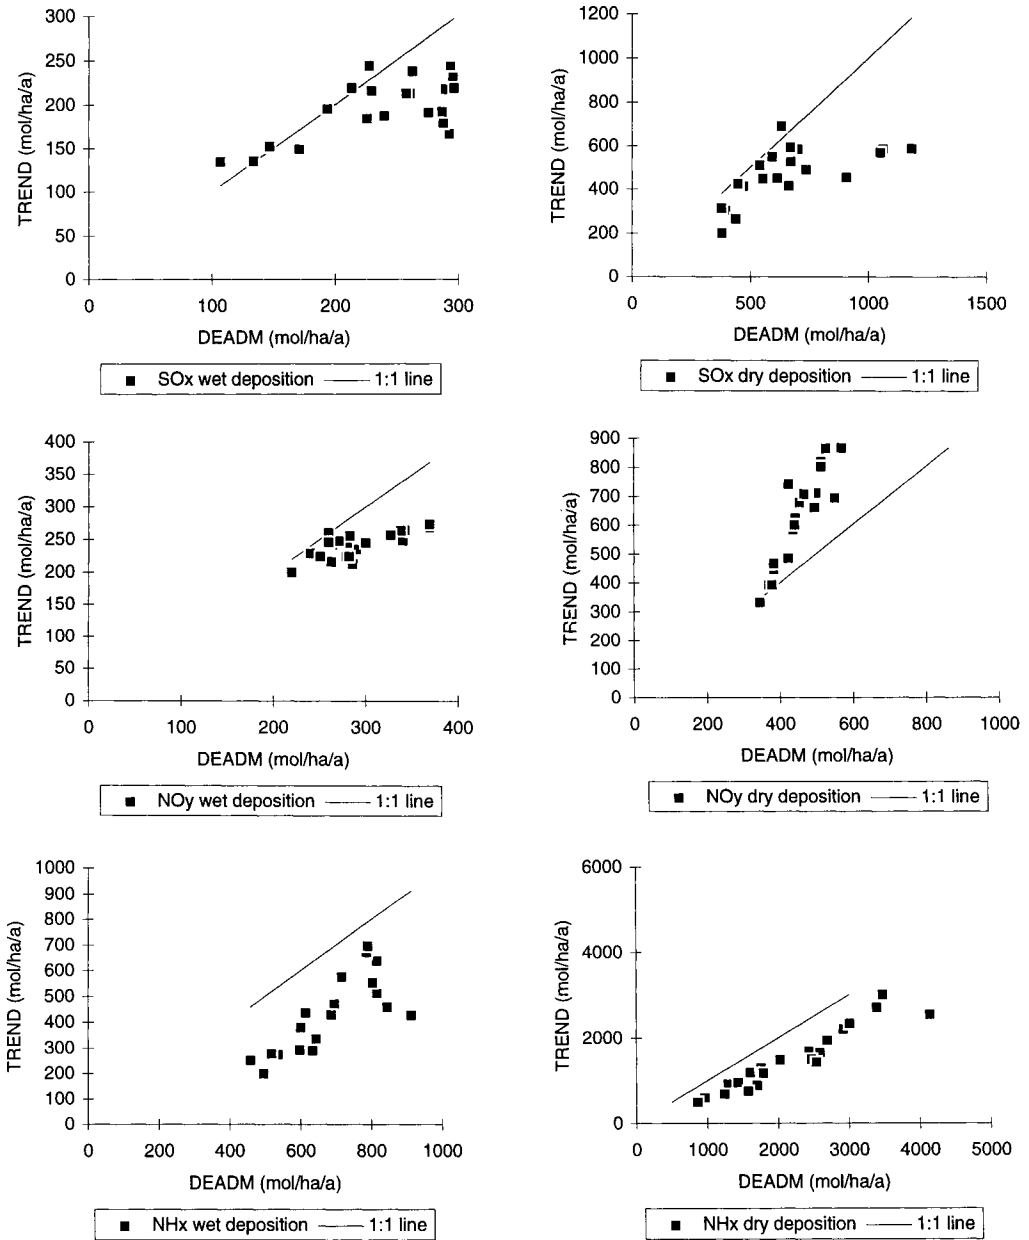 300
250
200
150
100
50
0
TREND (mol/ha/a)
0 100 200 300
DEADM (mol/ha/a)
SOx wet deposition 1:1 line
1200
1000
800
600
400
200
0
TREND (mol/ha/a)
0 500 1000 1500
DEADM (mol/ha/a)
SOx dry deposition 1:1 line
400
350
300
250
200
150
100
50
0
TREND (mol/ha/a)
0 100 200 300 400
DEADM (mol/ha/a)
NOy wet deposition 1:1 line
900
800
700
600
500
400
300
200
100
0
TREND (mol/ha/a)
0 200 400 600 800 1000
DEADM (mol/ha/a)
NOy dry deposition 1:1 line
1000
900
800
700
600
500
400
300
200
100
0
TREND (mol/ha/a)
0 200 400 600 800 1000
DEADM (mol/ha/a)
NHx wet deposition 1:1 line
6000
4000
2000
0
TREND (mol/ha/a)
0 1000 2000 3000 4000 5000
DEADM (mol/ha/a)
NHx dry deposition 1:1 line